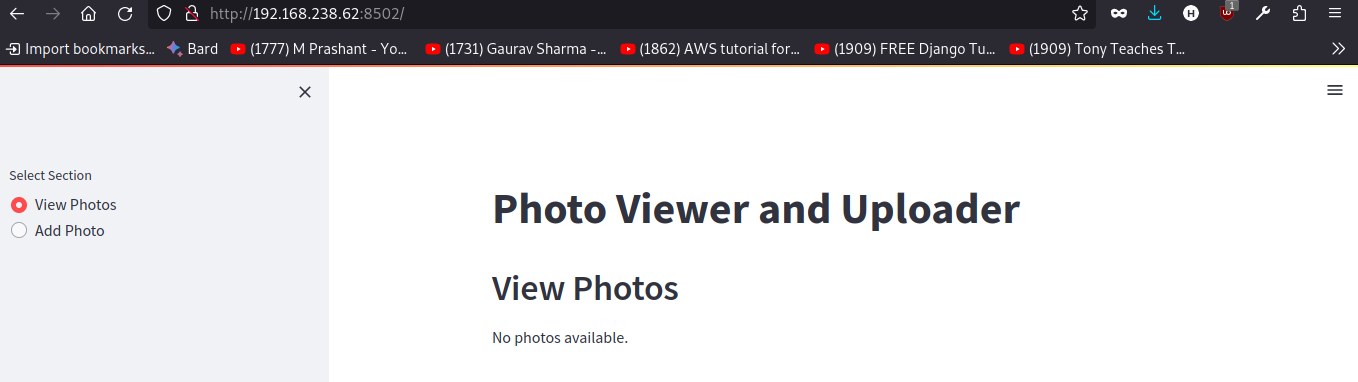 http://192.168.238.62:8502/
1
Import bookmarks...
Bard
(1777) M Prashant - Yo...
(1731) Gaurav Sharma -...
(1862) AWS tutorial for...
(1909) FREE Django Tu...
(1909) Tony Teaches T...
Select Section
View Photos
Add Photo
Photo Viewer and Uploader
View Photos
No photos available.